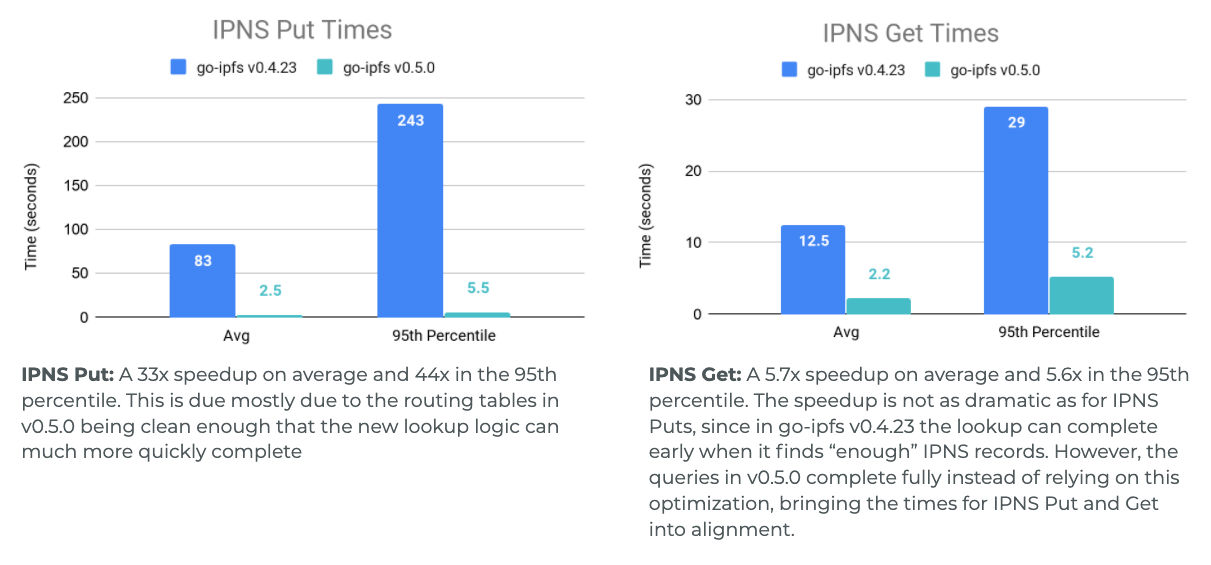 IPNS Put Times
go-ipfs v0.4.23 go-ipfs v0.5.0
Time (seconds)
250
200
150
100
50
0
83
2.5
243
5.5
Avg
95th Percentile
IPNS Put: A 33x speedup on average and 44x in the 95th
percentile. This is due mostly due to the routing tables in
v0.5.0 being clean enough that the new lookup logic can
much more quickly complete
IPNS Get Times
go-ipfs v0.4.23 go-ipfs v0.5.0
Time (seconds)
30
20
10
0
12.5
2.2
29
5.2
Avg
95th Percentile
IPNS Get: A 5.7x speedup on average and 5.6x in the 95th
percentile. The speedup is not as dramatic as for IPNS
Puts, since in go-ipfs v0.4.23 the lookup can complete
early when it finds “enough” IPNS records. However, the
queries in v0.5.0 complete fully instead of relying on this
optimization, bringing the times for IPNS Put and Get
into alignment.